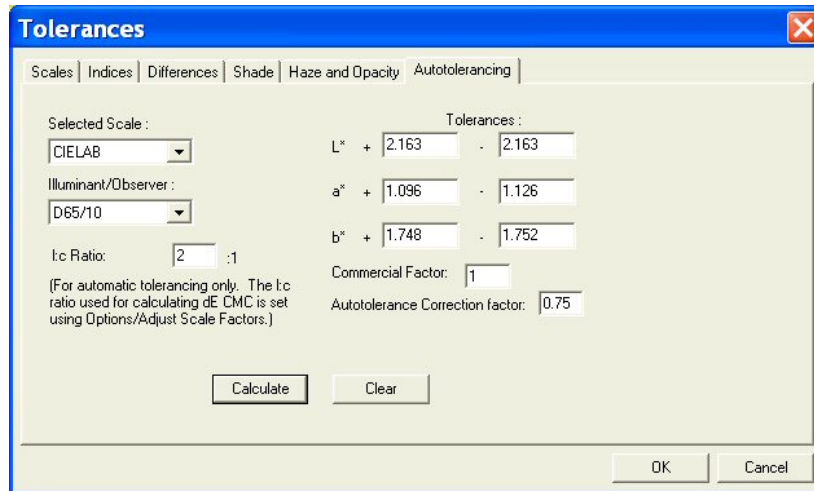 Tolerances
Scales Indices Differences Shade Haze and Opacity Autotolerancing
Selected Scale :
CIELAB
Illuminant/Observer :
D65/10
l:c Ratio: 2 :1
(For automatic tolerancing only. The l:c
ratio used for calculating dE CMC is set
using Options/Adjust Scale Factors.)
Tolerances :
L* + 2.163 - 2.163
a* + 1.096 - 1.126
b* + 1.748 - 1.752
Commercial Factor: 1
Autotolerance Correction factor: 0.75
Calculate Clear
OK Cancel